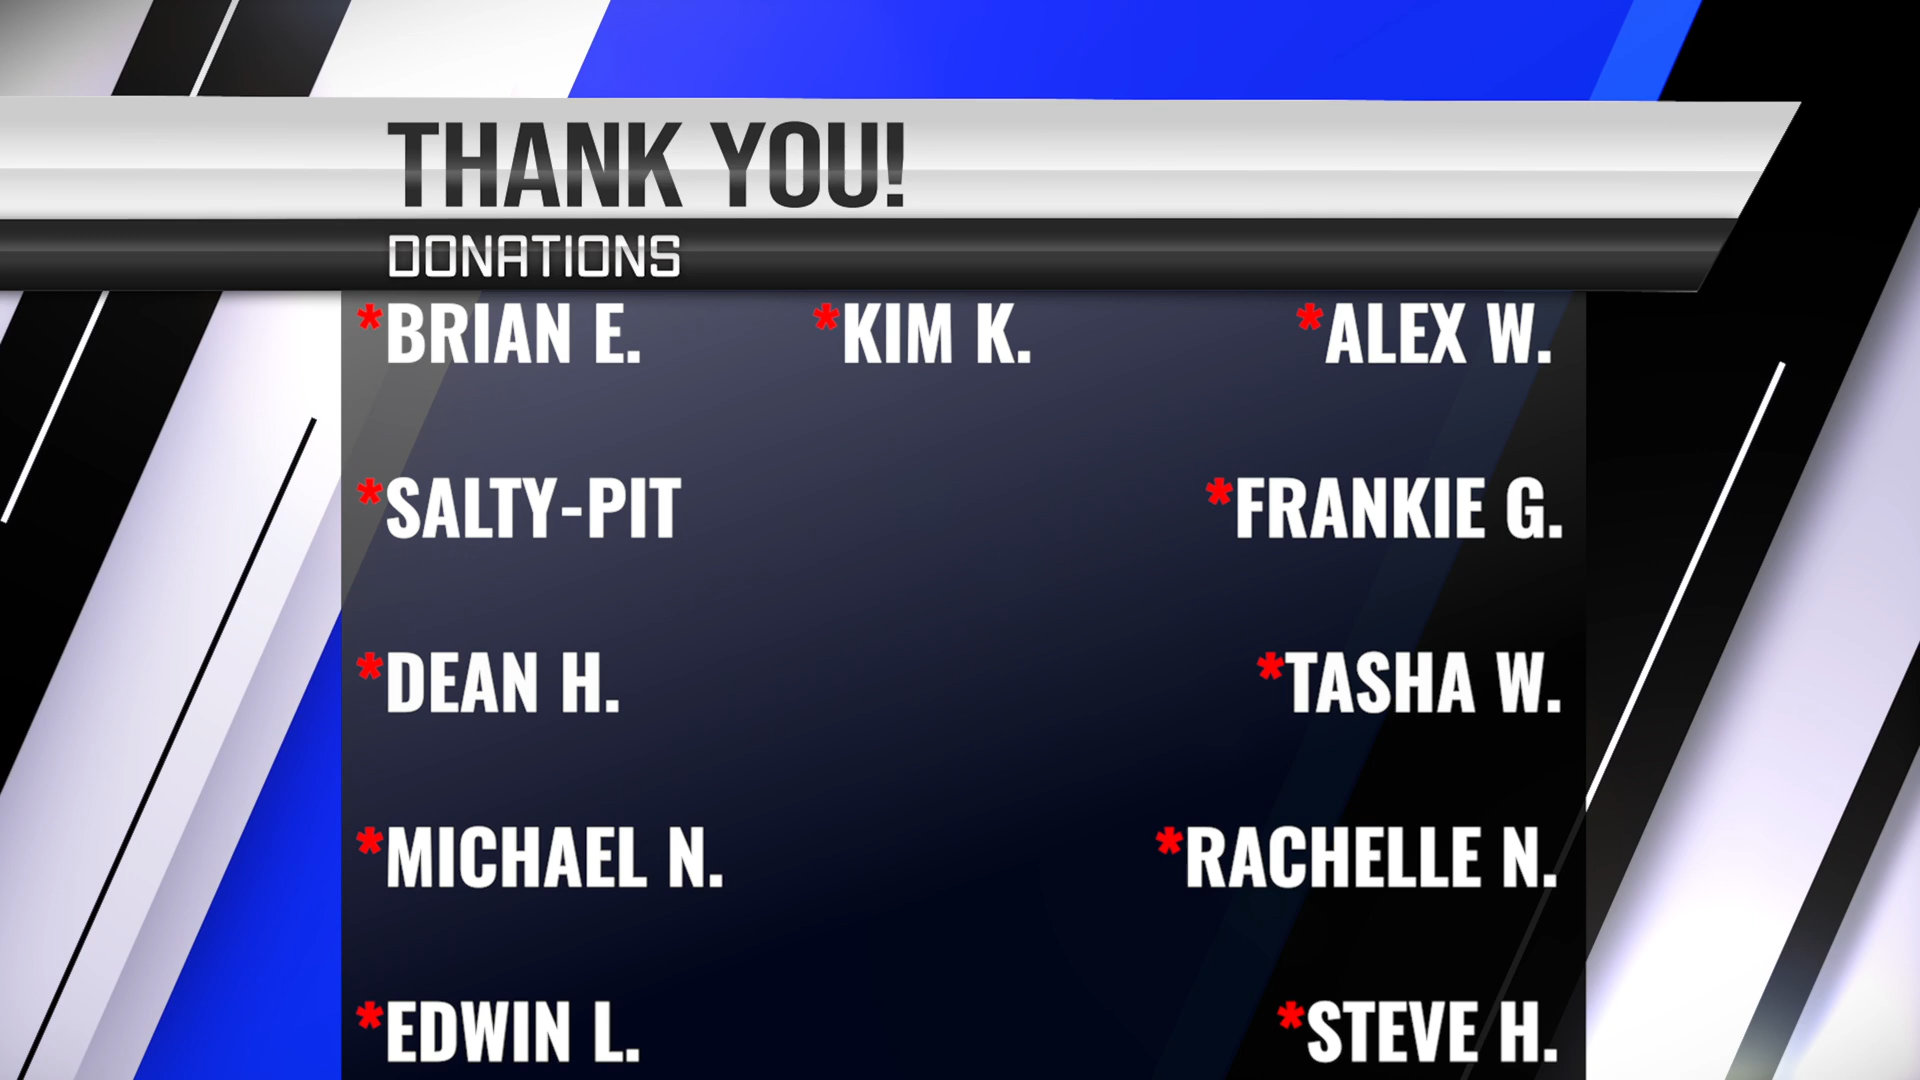 THANK YOU!
DONATIONS
*BRIAN E. *KIM K. *ALEX W.
*SALTY-PIT *FRANKIE G.
*DEAN H. *TASHA W.
*MICHAEL N. *RACHELLE N.
*EDWIN L. *STEVE H.